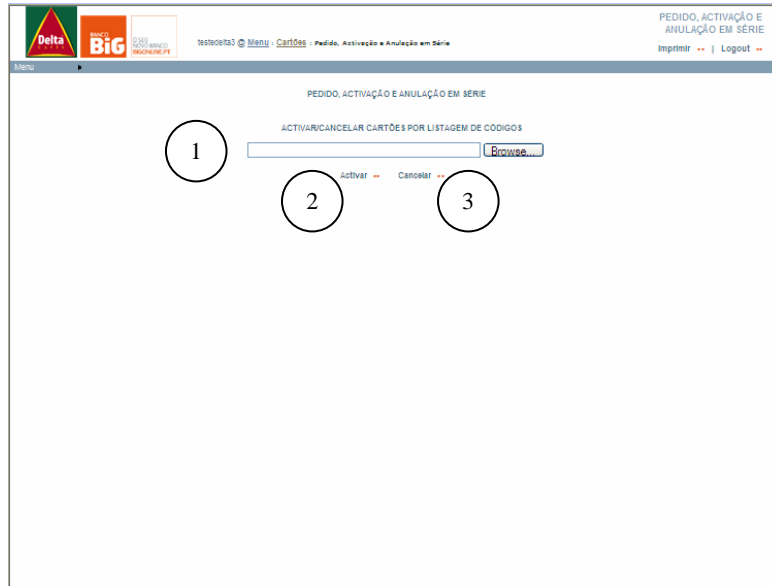 PEDIDO, ACTIVAÇÃO E
ANULAÇÃO EM SÉRIE
Delta
CAFÉS
BANCO
BiG
O SEU
NOVO BANCO
BIGONLINE.PT
testedelta3 @ Menu : Cartões : Pedido, Activação e Anulação em Série
Imprimir | Logout
Menu
PEDIDO, ACTIVAÇÃO E ANULAÇÃO EM SÉRIE
ACTIVAR/CANCELAR CARTÕES POR LISTAGEM DE CÓDIGOS
1
Browse...
Activar Cancelar
2 3